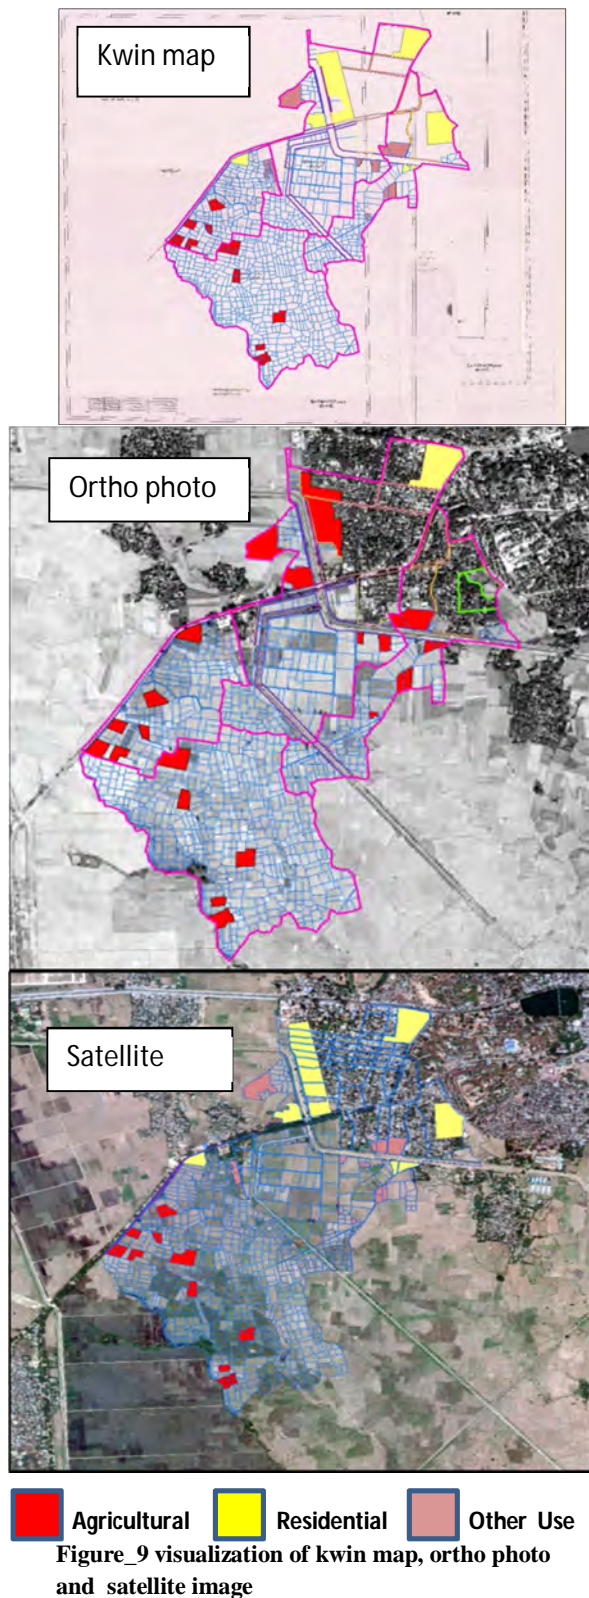 Kwin map
Ortho photo
Satellite
Agricultural Residential Other Use
Figure_9 visualization of kwin map, ortho photo
and satellite image